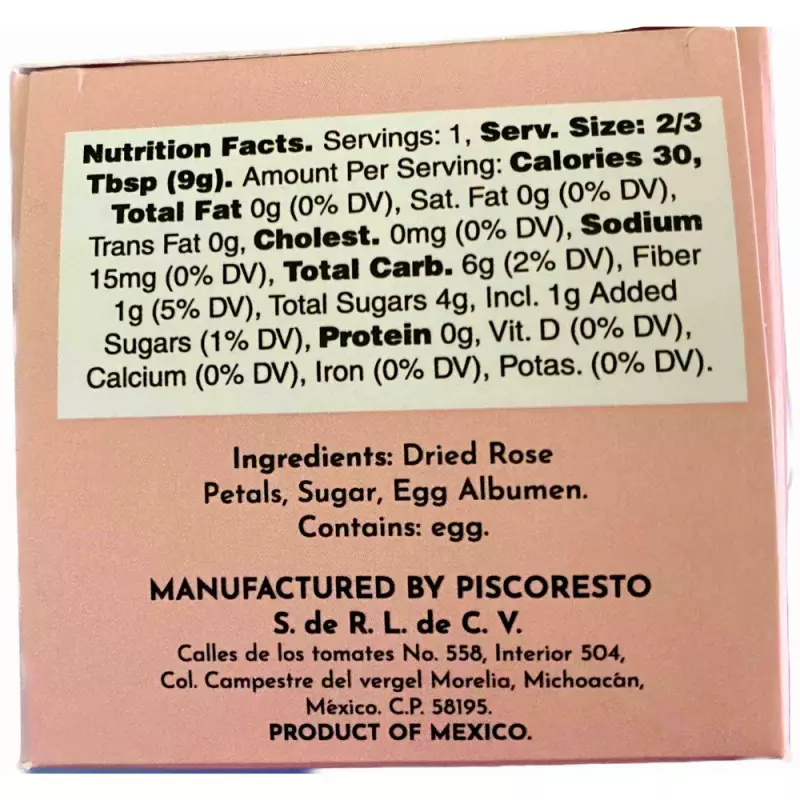 Nutrition Facts. Servings: 1, Serv. Size: 2/3
Tbsp (9g). Amount Per Serving: Calories 30,
Total Fat 0g (0% DV), Sat. Fat 0g (0% DV),
Trans Fat 0g, Cholest. 0mg (0% DV), Sodium
15mg (0% DV), Total Carb. 6g (2% DV), Fiber
1g (5% DV), Total Sugars 4g, Incl. 1g Added
Sugars (1% DV), Protein 0g, Vit. D (0% DV),
Calcium (0% DV), Iron (0% DV), Potas. (0% DV).
Ingredients: Dried Rose
Petals, Sugar, Egg Albumen.
Contains: egg.
MANUFACTURED BY PISCORESTO
S. de R. L. de C. V.
Calles de los tomates No. 558, Interior 504,
Col. Campestre del vergel Morelia, Michoacán,
México. C.P. 58195.
PRODUCT OF MEXICO.